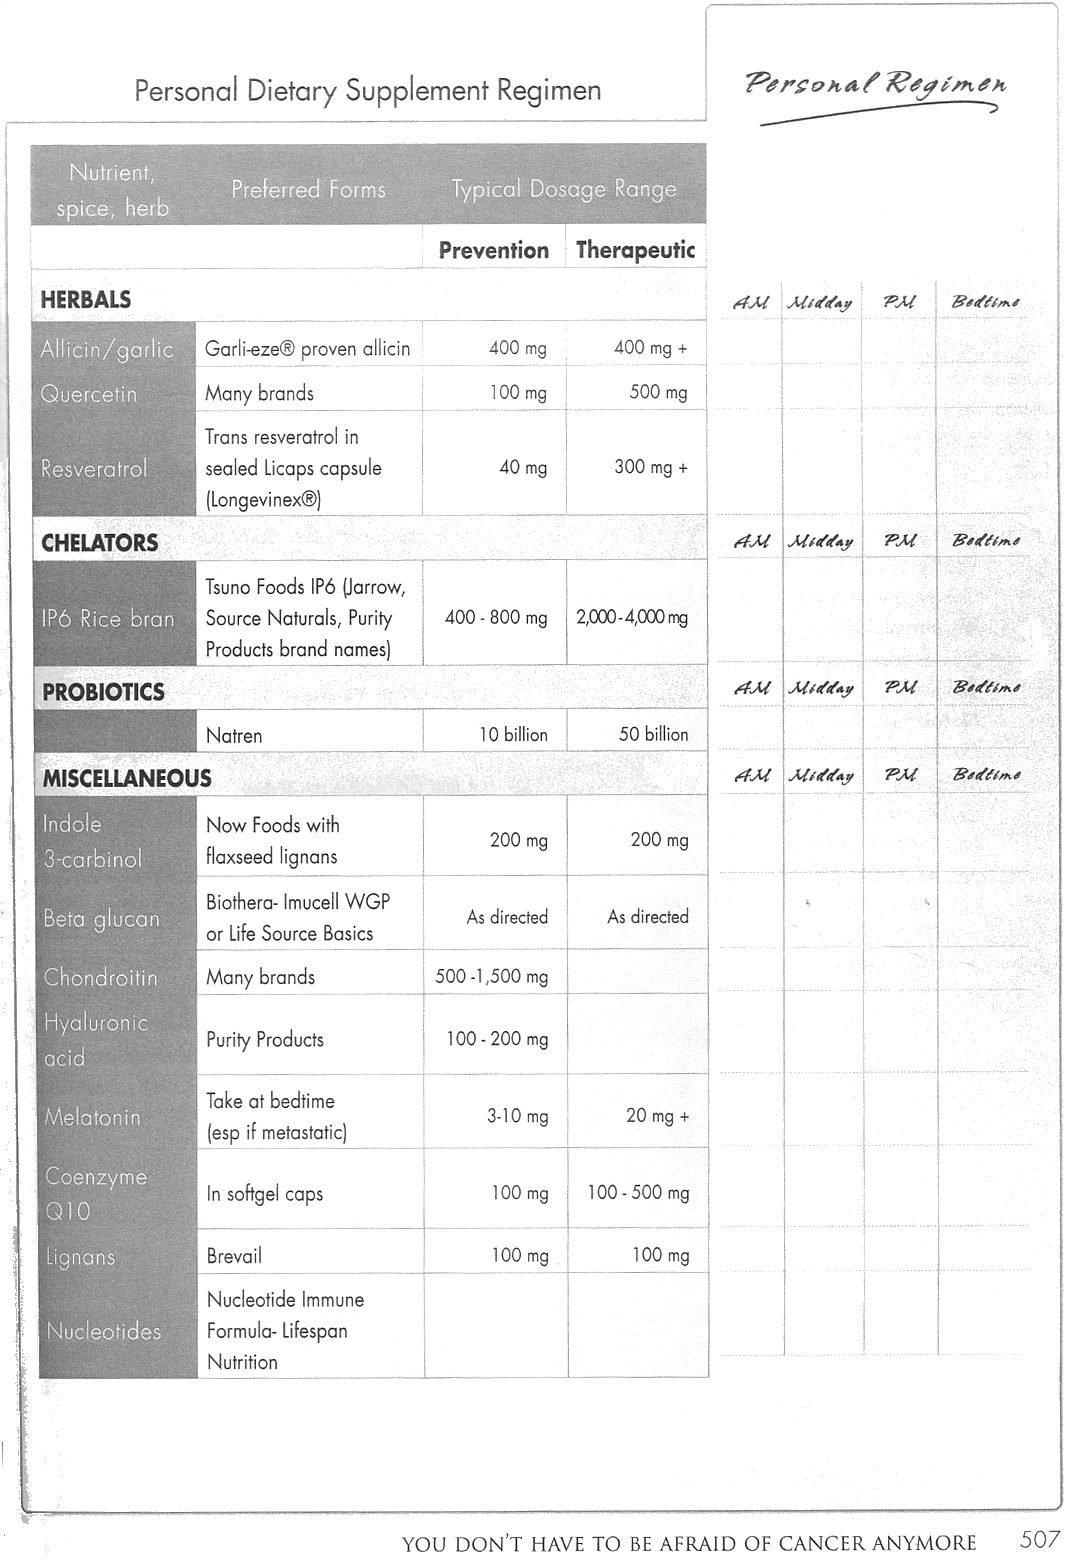 Personal Dietary Supplement Regimen
Personal Regimen
Nutrient, spice, herb Preferred Forms Typical Dosage Range
Prevention Therapeutic
HERBALS AM Midday PM Bedtime
Allicin/garlic Garli-eze® proven allicin 400 mg 400 mg +
Quercetin Many brands 100 mg 500 mg
Trans resveratrol in
Resveratrol sealed Licaps capsule 40 mg 300 mg +
(Longevinex®)
CHELATORS AM Midday PM Bedtime
Tsuno Foods IP6 (Jarrow,
IP6 Rice bran Source Naturals, Purity 400 - 800 mg 2,000-4,000 mg
Products brand names)
PROBIOTICS AM Midday PM Bedtime
Natren 10 billion 50 billion
MISCELLANEOUS AM Midday PM Bedtime
Indole Now Foods with
3-carbinol flaxseed lignans 200 mg 200 mg
Biothera- Imucell WGP
Beta glucan or Life Source Basics As directed As directed
Chondroitin Many brands 500 -1,500 mg
Hyaluronic
acid Purity Products 100 - 200 mg
Take at bedtime
Melatonin (esp if metastatic) 3-10 mg 20 mg +
Coenzyme
Q10 In softgel caps 100 mg 100 - 500 mg
Lignans Brevail 100 mg 100 mg
Nucleotide Immune
Nucleotides Formula- Lifespan
Nutrition
YOU DON'T HAVE TO BE AFRAID OF CANCER ANYMORE 507